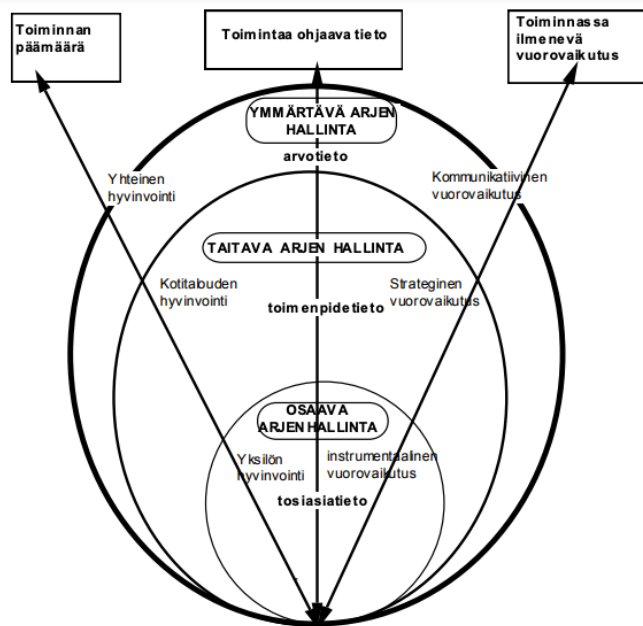 Toiminnan
päämäärä
Toimintaa ohjaava tieto
Toiminnassa
ilmenevä
vuorovaikutus
YMMÄRTÄVÄ ARJEN
HALLINTA
arvotieto
Yhteinen
hyvinvointi
Kommunikatiivinen
vuorovaikutus
TAITAVA ARJEN HALLINTA
Kotitalouden
hyvinvointi
toimenpidetieto
Strateginen
vuorovaikutus
OSAAVA
ARJEN HALLINTA
Yksilön
hyvinvointi
instrumentaalinen
vuorovaikutus
tosiasiatieto